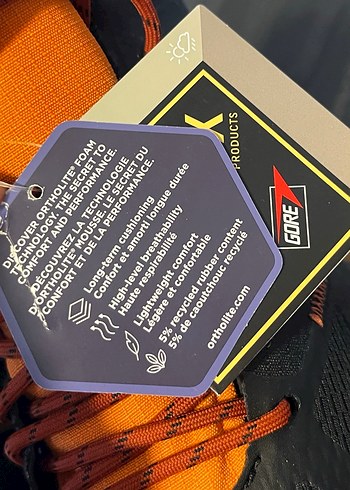 DISCOVER ORTHOLITE® FOAM
TECHNOLOGY, THE SECRET TO
COMFORT AND PERFORMANCE.
DÉCOUVREZ LA TECHNOLOGIE
D'ORTHOLITE® MOUSSE, LE SECRET DU
CONFORT ET DE LA PERFORMANCE.
Long-term cushioning
Confort et amorti longue durée
High-level breathability
Haute respirabilité
Lightweight comfort
Légère et confortable
5% recycled rubber content
5% de caoutchouc recyclé
ortholite.com
X
PRODUCTS
GORE